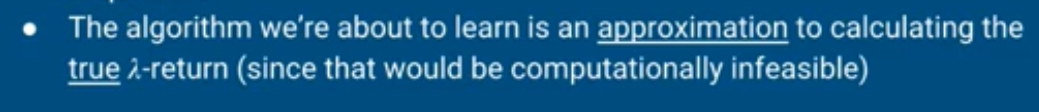 • The algorithm we’re about to learn is an approximation to calculating the
true λ-return (since that would be computationally infeasible)